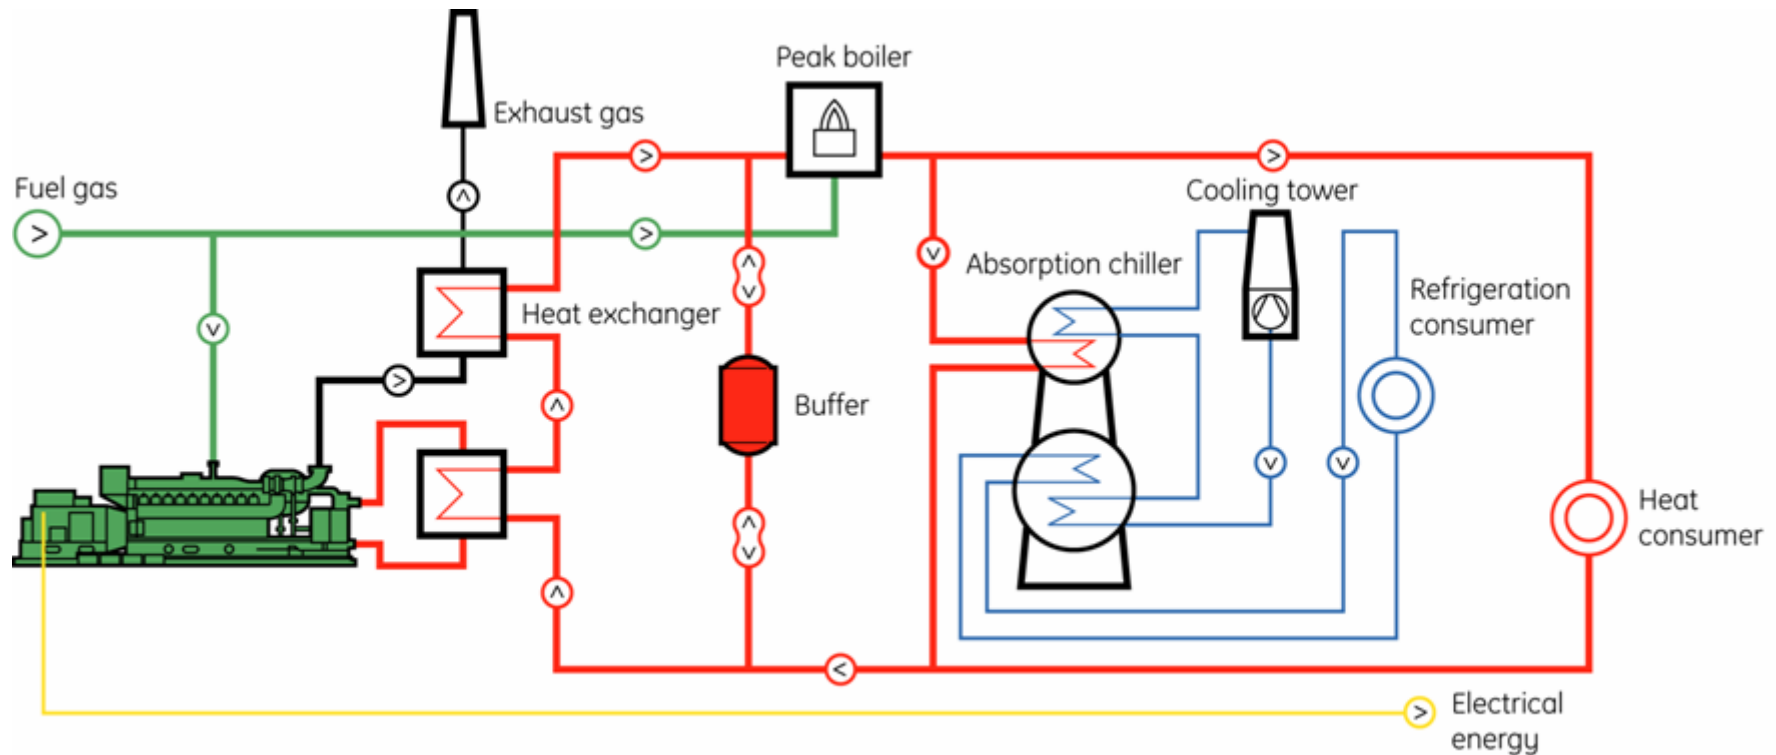 Peak boiler
Exhaust gas
Fuel gas
Cooling tower
Absorption chiller
Refrigeration
consumer
Heat exchanger
Buffer
Heat
consumer
Electrical
energy